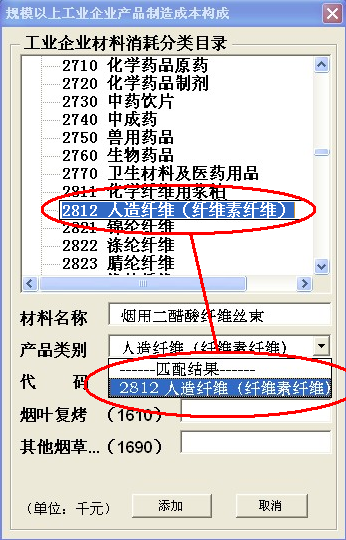 规模以上工业企业产品制造成本构成
工业企业材料消耗分类目录
2710 化学药品原药
2720 化学药品制剂
2730 中药饮片
2740 中成药
2750 兽用药品
2760 生物药品
2770 卫生材料及医药用品
2811 化学纤维用浆粕
2812 人造纤维（纤维素纤维）
2821 锦纶纤维
2822 涤纶纤维
2823 腈纶纤维
材料名称 烟用二醋酸纤维丝束
产品类别 人造纤维（纤维素纤维）
------匹配结果------
代 码 2812 人造纤维（纤维素纤维）
烟叶复烤 （1610）
其他烟草... （1690）
（单位：千元） 添加 取消